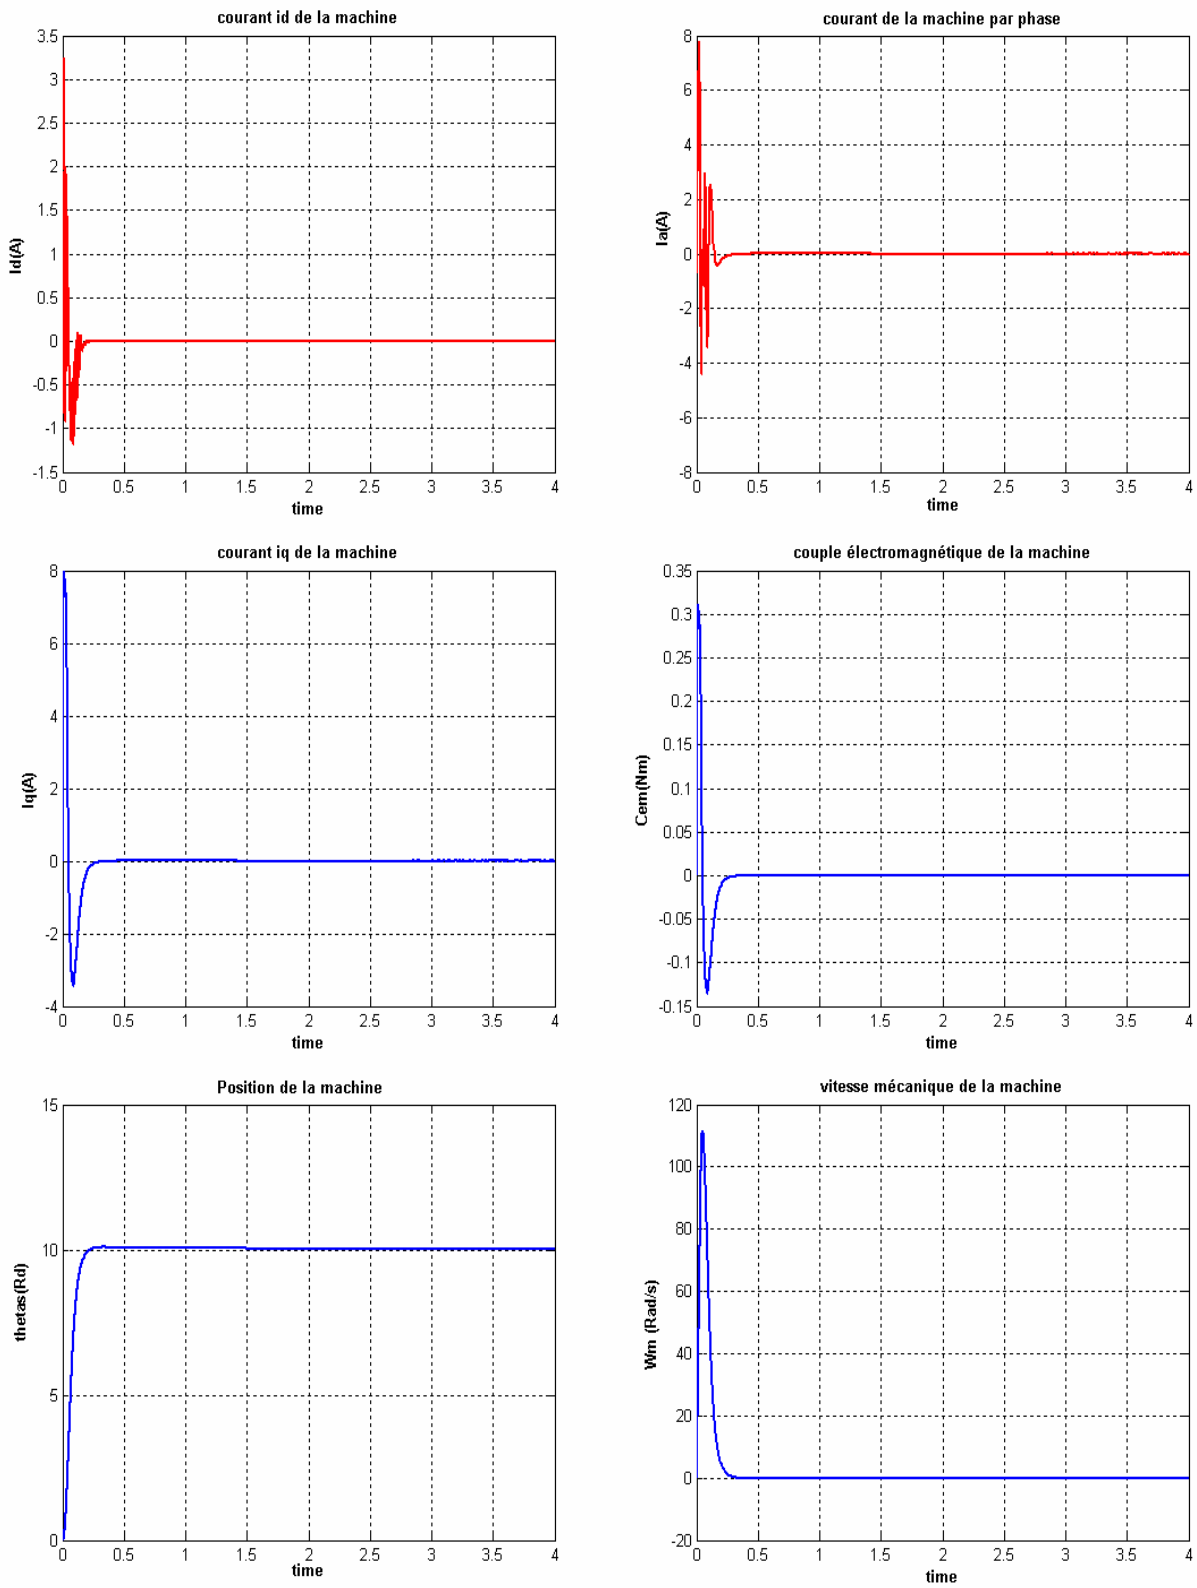 courant id de la machine
3.5
3
2.5
2
1.5
1
0.5
0
-0.5
-1
-1.5
Id(A)
0 0.5 1 1.5 2 2.5 3 3.5 4
time
courant de la machine par phase
8
6
4
2
0
-2
-4
-6
-8
Ia(A)
0 0.5 1 1.5 2 2.5 3 3.5 4
time
courant iq de la machine
8
6
4
2
0
-2
-4
Iq(A)
0 0.5 1 1.5 2 2.5 3 3.5 4
time
couple électromagnétique de la machine
0.35
0.3
0.25
0.2
0.15
0.1
0.05
0
-0.05
-0.1
-0.15
Cem(Nm)
0 0.5 1 1.5 2 2.5 3 3.5 4
time
Position de la machine
15
10
5
0
thetas(Rd)
0 0.5 1 1.5 2 2.5 3 3.5 4
time
vitesse mécanique de la machine
120
100
80
60
40
20
0
-20
Wm (Rad/s)
0 0.5 1 1.5 2 2.5 3 3.5 4
time